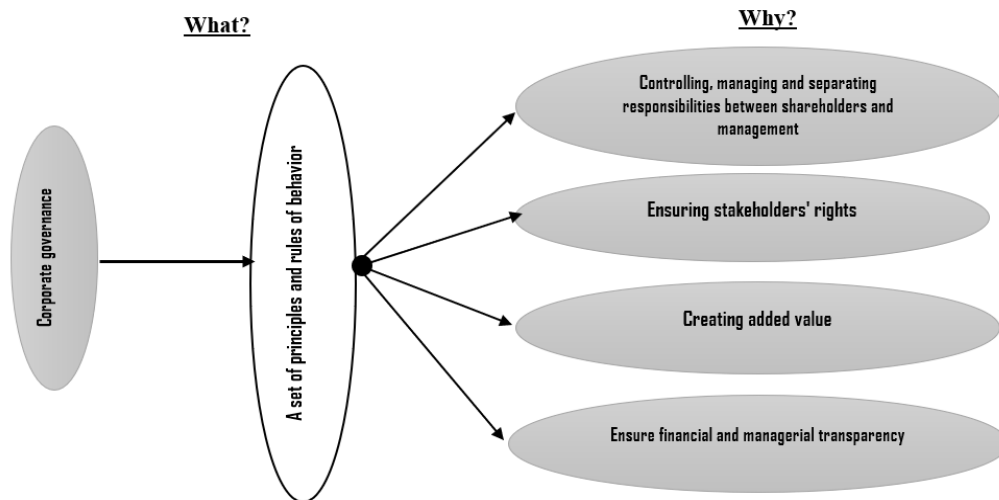 What?
Why?
Corporate governance
A set of principles and rules of behavior
Controlling, managing and separating
responsibilities between shareholders and
management
Ensuring stakeholders' rights
Creating added value
Ensure financial and managerial transparency